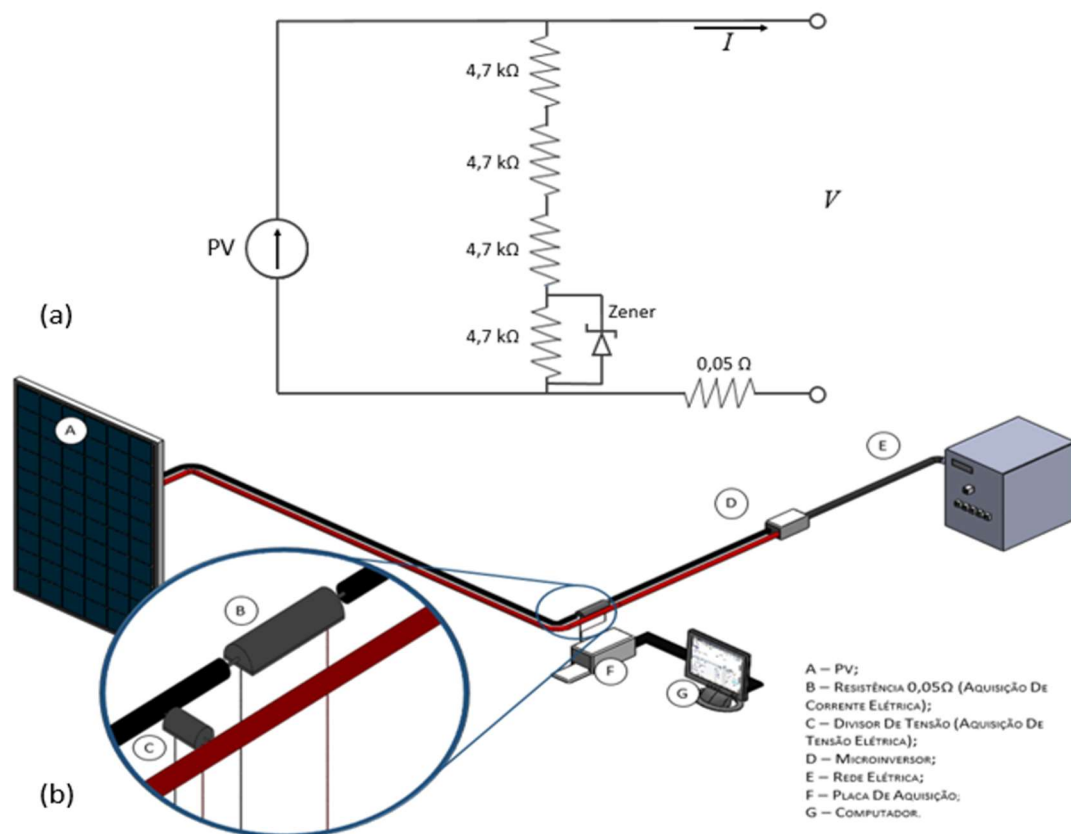 I
4,7 kΩ
4,7 kΩ
V
PV
4,7 kΩ
(a)
Zener
4,7 kΩ
0,05 Ω
A
E
D
B
F
G
C
(b)
A – PV;
B – RESISTÊNCIA 0,05Ω (AQUISIÇÃO DE
CORRENTE ELÉTRICA);
C – DIVISOR DE TENSÃO (AQUISIÇÃO DE
TENSÃO ELÉTRICA);
D – MICROINVERSOR;
E – REDE ELÉTRICA;
F – PLACA DE AQUISIÇÃO;
G – COMPUTADOR.